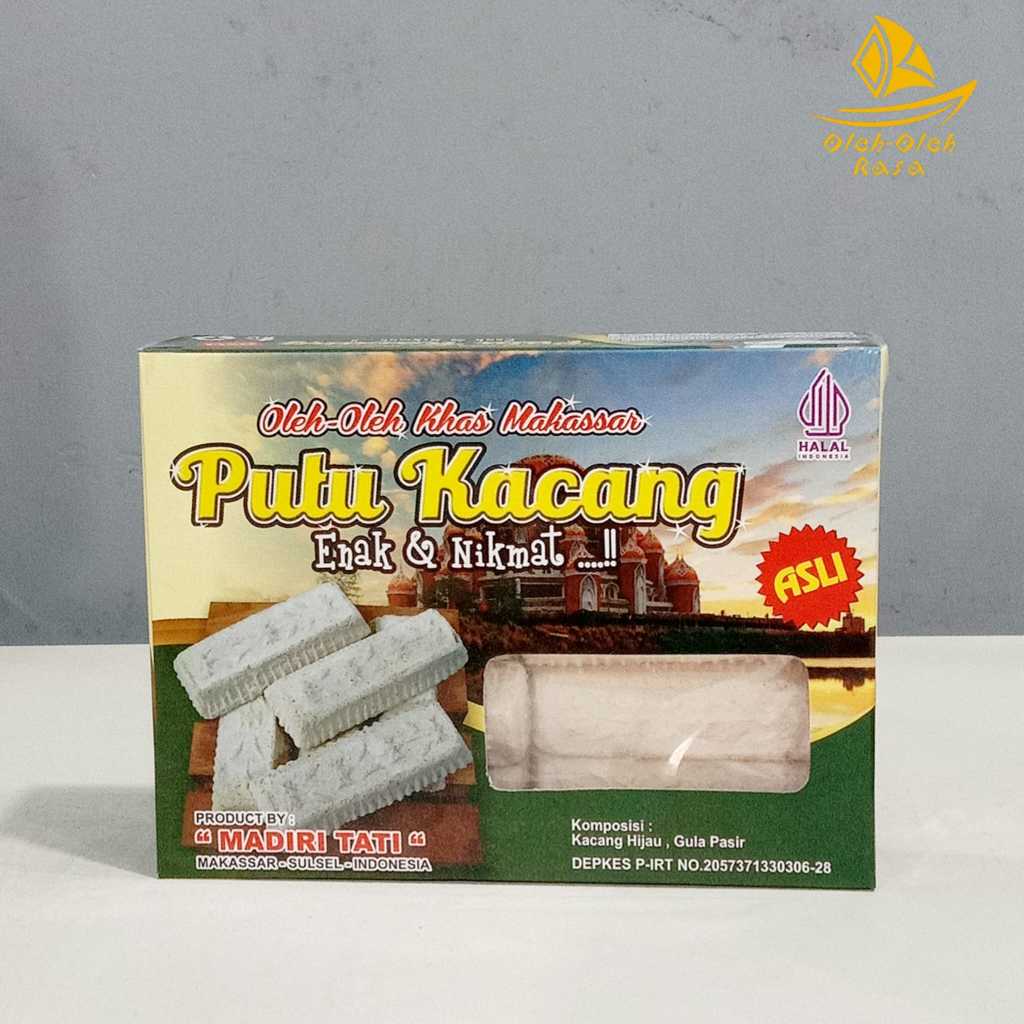 Oleh-Oleh
Rasa
Oleh-Oleh Khas Makassar
Putu Kacang
Enak & Nikmat ....!!
HALAL
INDONESIA
ASLI
PRODUCT BY :
“ MADIRI TATI “
MAKASSAR - SULSEL - INDONESIA
Komposisi :
Kacang Hijau , Gula Pasir
DEPKES P-IRT NO.2057371330306-28